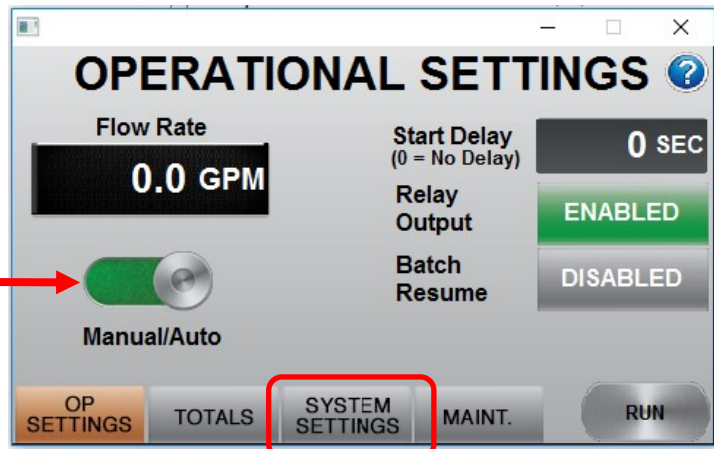 OPERATIONAL SETTINGS ?
Flow Rate
0.0 GPM
Manual/Auto
Start Delay
(0 = No Delay)
0 SEC
Relay
Output
ENABLED
Batch
Resume
DISABLED
OP
SETTINGS
TOTALS
SYSTEM
SETTINGS
MAINT.
RUN